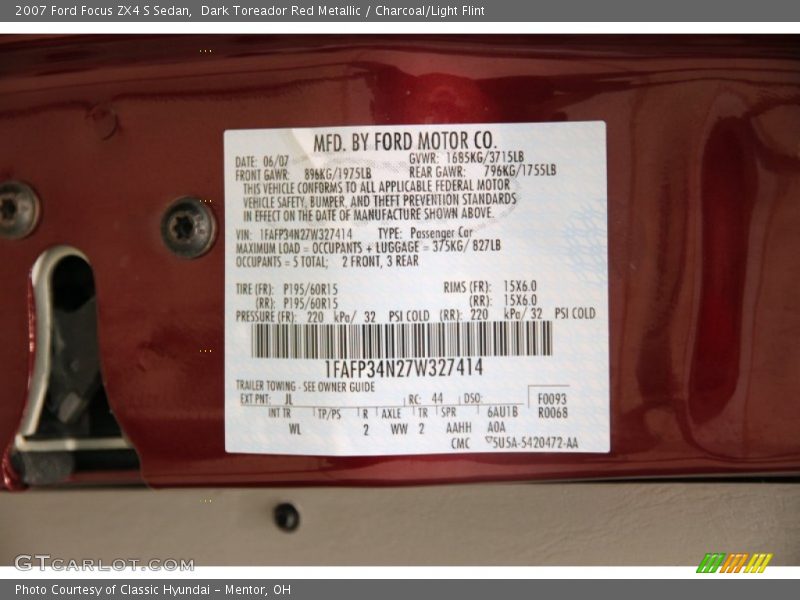 2007 Ford Focus ZX4 S Sedan,  Dark Toreador Red Metallic / Charcoal/Light Flint
MFD. BY FORD MOTOR CO.
DATE: 06/07 GVWR: 1685KG/3715LB
FRONT GAWR: 896KG/1975LB REAR GAWR: 796KG/1755LB
THIS VEHICLE CONFORMS TO ALL APPLICABLE FEDERAL MOTOR
VEHICLE SAFETY, BUMPER, AND THEFT PREVENTION STANDARDS
IN EFFECT ON THE DATE OF MANUFACTURE SHOWN ABOVE.
VIN: 1FAFP34N27W327414 TYPE: Passenger Car
MAXIMUM LOAD = OCCUPANTS + LUGGAGE = 375KG/ 827LB
OCCUPANTS = 5 TOTAL; 2 FRONT, 3 REAR
TIRE (FR): P195/60R15 RIMS (FR): 15X6.0
(RR): P195/60R15 (RR): 15X6.0
PRESSURE (FR): 220 kPa/ 32 PSI COLD (RR): 220 kPa/ 32 PSI COLD
1FAFP34N27W327414
TRAILER TOWING - SEE OWNER GUIDE
EXT PNT: JL RC: 44 DSO: F0093
INT TR TP/PS R AXLE TR SPR 6AU1B R0068
WL 2 WW 2 AAHH A0A
CMC 5U5A-5420472-AA
GTCARLOT.COM
Photo Courtesy of Classic Hyundai - Mentor, OH